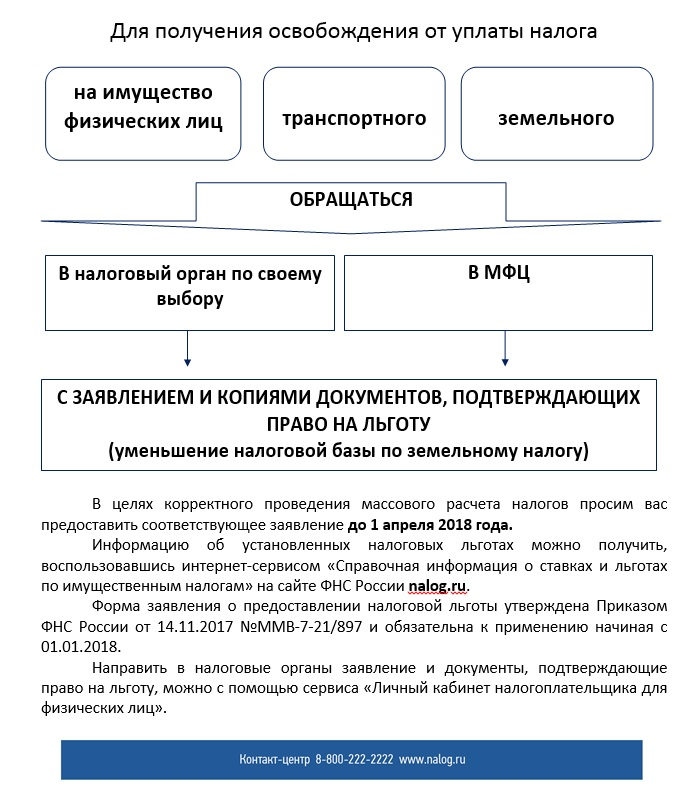 Для получения освобождения от уплаты налога
на имущество
физических лиц
транспортного
земельного
ОБРАЩАТЬСЯ
В налоговый орган по своему
выбору
В МФЦ
С ЗАЯВЛЕНИЕМ И КОПИЯМИ ДОКУМЕНТОВ, ПОДТВЕРЖДАЮЩИХ
ПРАВО НА ЛЬГОТУ
(уменьшение налоговой базы по земельному налогу)
В целях корректного проведения массового расчета налогов просим вас
предоставить соответствующее заявление до 1 апреля 2018 года.
Информацию об установленных налоговых льготах можно получить,
воспользовавшись интернет-сервисом «Справочная информация о ставках и льготах
по имущественным налогам» на сайте ФНС России nalog.ru.
Форма заявления о предоставлении налоговой льготы утверждена Приказом
ФНС России от 14.11.2017 №ММВ-7-21/897 и обязательна к применению начиная с
01.01.2018.
Направить в налоговые органы заявление и документы, подтверждающие
право на льготу, можно с помощью сервиса «Личный кабинет налогоплательщика для
физических лиц».
Контакт-центр 8-800-222-2222 www.nalog.ru